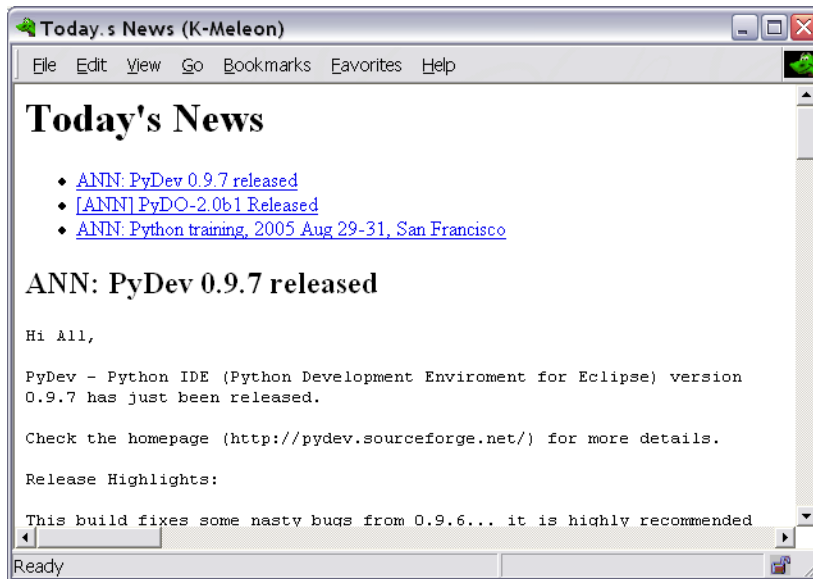 Today.s News (K-Meleon)
File Edit View Go Bookmarks Favorites Help
Today's News
ANN: PyDev 0.9.7 released
[ANN] PyDO-2.0b1 Released
ANN: Python training, 2005 Aug 29-31, San Francisco
ANN: PyDev 0.9.7 released
Hi All,
PyDev - Python IDE (Python Development Enviroment for Eclipse) version
0.9.7 has just been released.
Check the homepage (http://pydev.sourceforge.net/) for more details.
Release Highlights:
This build fixes some nasty bugs from 0.9.6... it is highly recommended
Ready